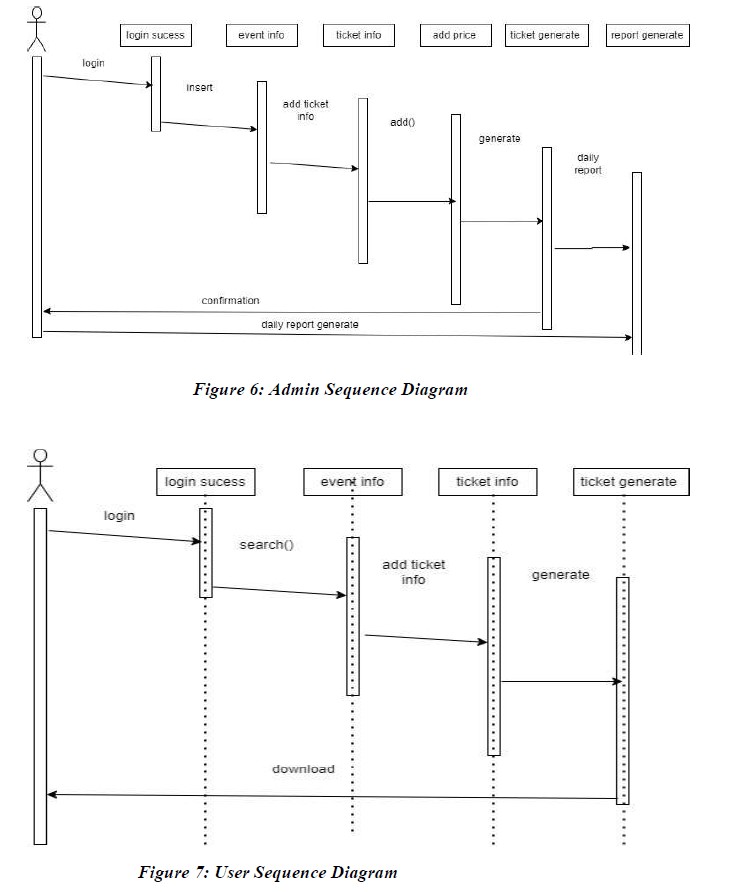 login sucess
event info
ticket info
add price
ticket generate
report generate
login
insert
add ticket
info
add()
generate
daily
report
confirmation
daily report generate
Figure 6: Admin Sequence Diagram
login sucess
event info
ticket info
ticket generate
login
search()
add ticket
info
generate
download
Figure 7: User Sequence Diagram